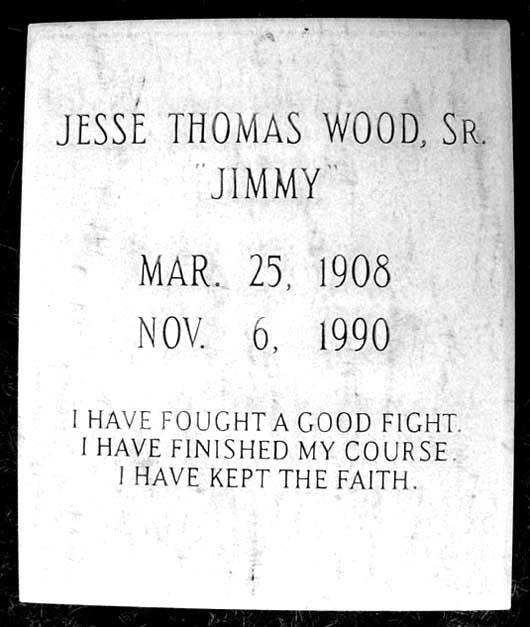 JESSE THOMAS WOOD, SR.
"JIMMY"
MAR. 25, 1908
NOV. 6, 1990
I HAVE FOUGHT A GOOD FIGHT.
I HAVE FINISHED MY COURSE.
I HAVE KEPT THE FAITH.